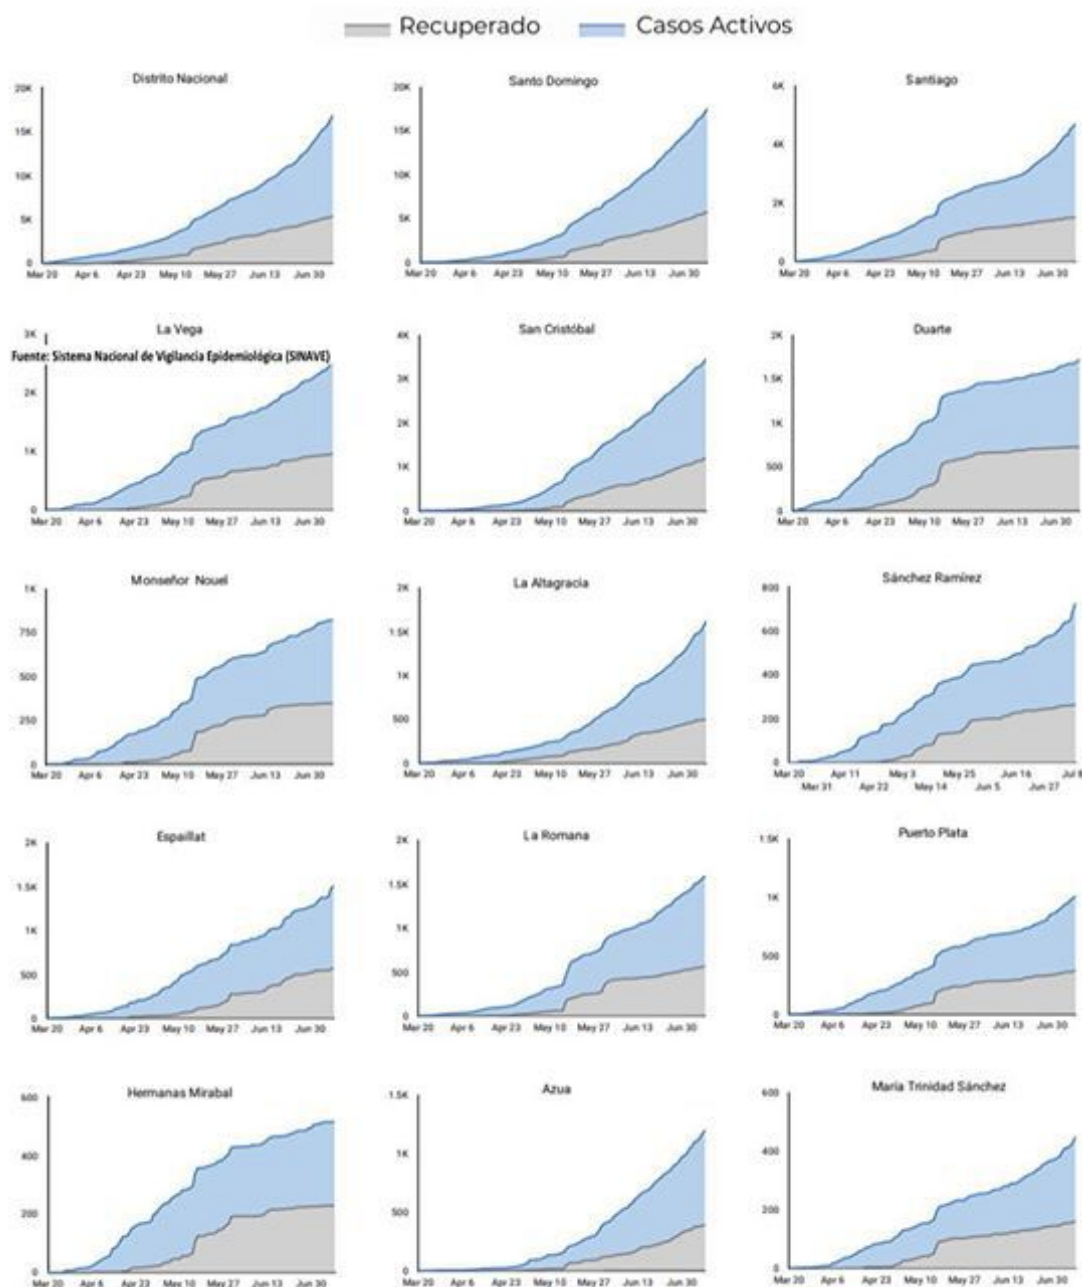 Recuperado Casos Activos
Distrito Nacional
20K
15K
10K
5K
0
Mar 20 Apr 6 Apr 23 May 10 May 27 Jun 13 Jun 30
Santo Domingo
20K
15K
10K
5K
0
Mar 20 Apr 6 Apr 23 May 10 May 27 Jun 13 Jun 30
Santiago
6K
4K
2K
0
Mar 20 Apr 6 Apr 23 May 10 May 27 Jun 13 Jun 30
La Vega
3K
Fuente: Sistema Nacional de Vigilancia Epidemiológica (SINAVE)
2K
1K
0
Mar 20 Apr 6 Apr 23 May 10 May 27 Jun 13 Jun 30
San Cristóbal
4K
3K
2K
1K
0
Mar 20 Apr 6 Apr 23 May 10 May 27 Jun 13 Jun 30
Duarte
2K
1.5K
1K
500
0
Mar 20 Apr 6 Apr 23 May 10 May 27 Jun 13 Jun 30
Monseñor Nouel
1K
750
500
250
0
Mar 20 Apr 6 Apr 23 May 10 May 27 Jun 13 Jun 30
La Altagracia
2K
1.5K
1K
500
0
Mar 20 Apr 6 Apr 23 May 10 May 27 Jun 13 Jun 30
Sánchez Ramírez
800
600
400
200
0
Mar 20 Apr 11 May 3 May 25 Jun 16 Jul 8
Mar 31 Apr 23 May 14 Jun 5 Jun 27
Espaillat
2K
1.5K
1K
500
0
Mar 20 Apr 6 Apr 23 May 10 May 27 Jun 13 Jun 30
La Romana
2K
1.5K
1K
500
0
Mar 20 Apr 6 Apr 23 May 10 May 27 Jun 13 Jun 30
Puerto Plata
1.5K
1K
500
0
Mar 20 Apr 6 Apr 23 May 10 May 27 Jun 13 Jun 30
Hermanas Mirabal
600
400
200
0
Mar 20 Apr 6 Apr 23 May 10 May 27 Jun 13 Jun 30
Azua
1.5K
1K
500
0
Mar 20 Apr 6 Apr 23 May 10 May 27 Jun 13 Jun 30
María Trinidad Sánchez
600
400
200
0
Mar 20 Apr 6 Apr 23 May 10 May 27 Jun 13 Jun 30